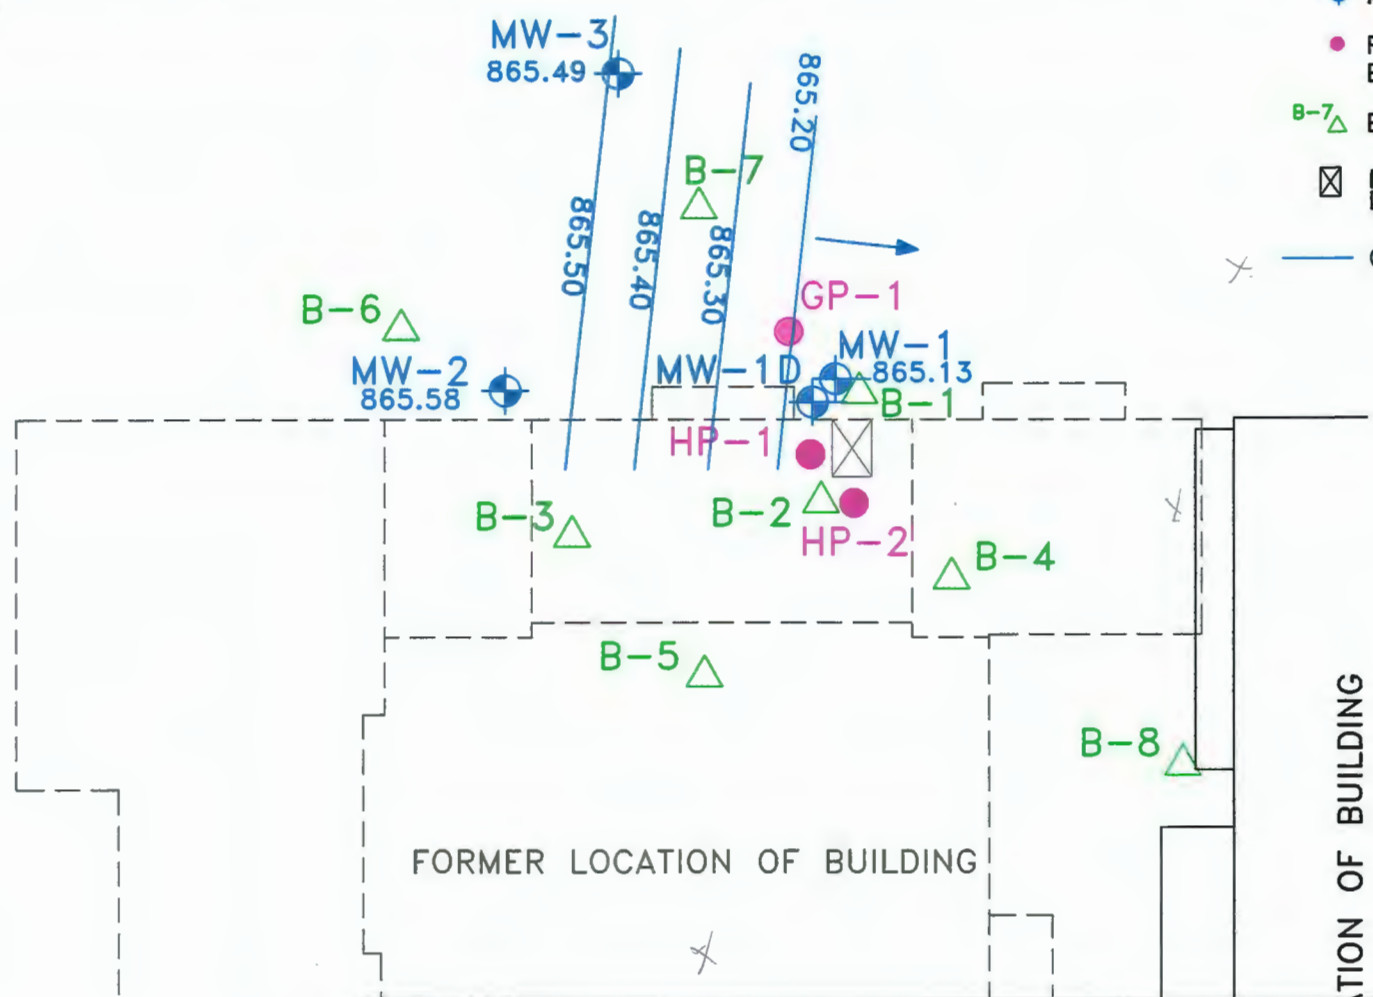 MW-3
865.49
865.20
B-7
B-7
865.50
865.40
865.30
B-6
GP-1
MW-2
865.58
MW-1D
MW-1
865.13
B-1
HP-1
B-3
B-2
HP-2
B-4
B-5
B-8
FORMER LOCATION OF BUILDING
ATION OF BUILDING